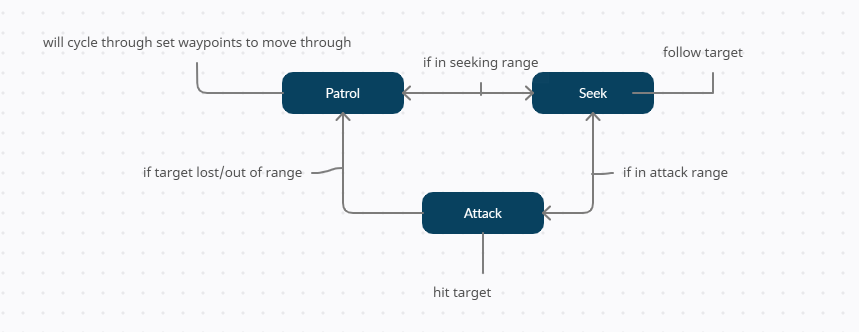 will cycle through set waypoints to move through
if in seeking range
follow target
Patrol
Seek
if target lost/out of range
if in attack range
Attack
hit target